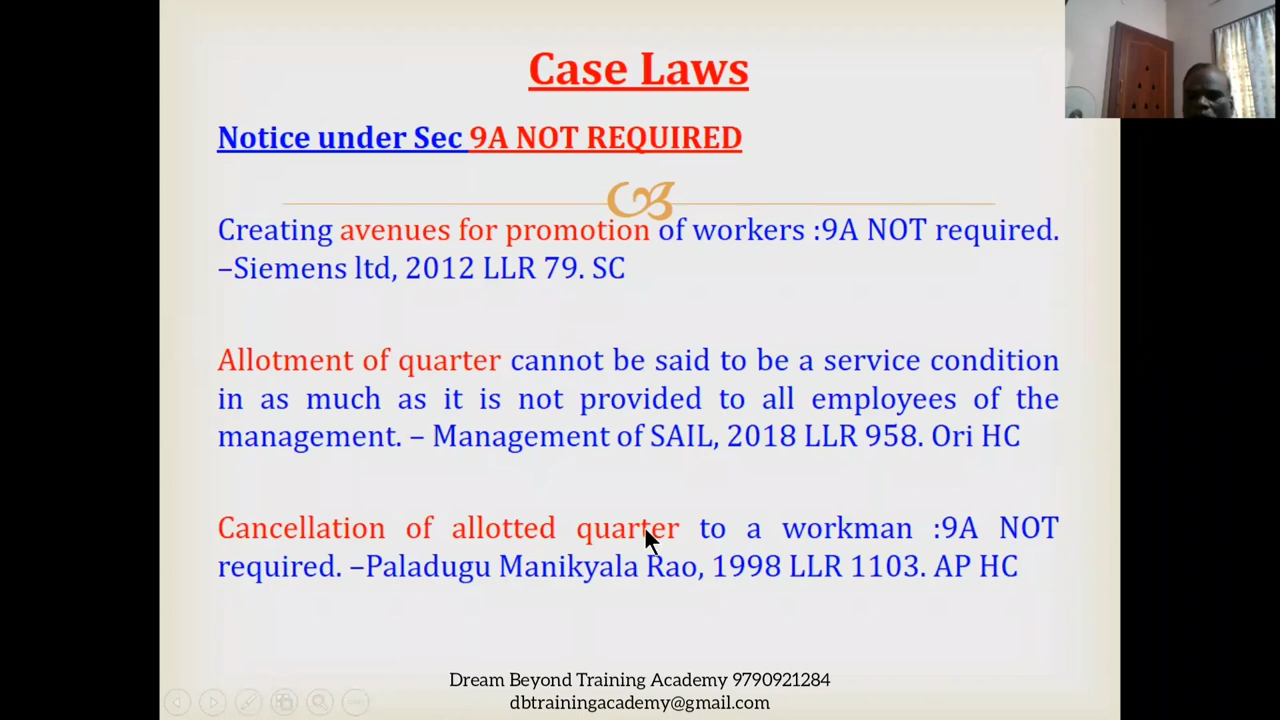 Case Laws
Notice under Sec 9A NOT REQUIRED
Creating avenues for promotion of workers :9A NOT required.
–Siemens ltd, 2012 LLR 79. SC
Allotment of quarter cannot be said to be a service condition
in as much as it is not provided to all employees of the
management. – Management of SAIL, 2018 LLR 958. Ori HC
Cancellation of allotted quarter to a workman :9A NOT
required. –Paladugu Manikyala Rao, 1998 LLR 1103. AP HC
Dream Beyond Training Academy 9790921284
dbtrainingacademy@gmail.com